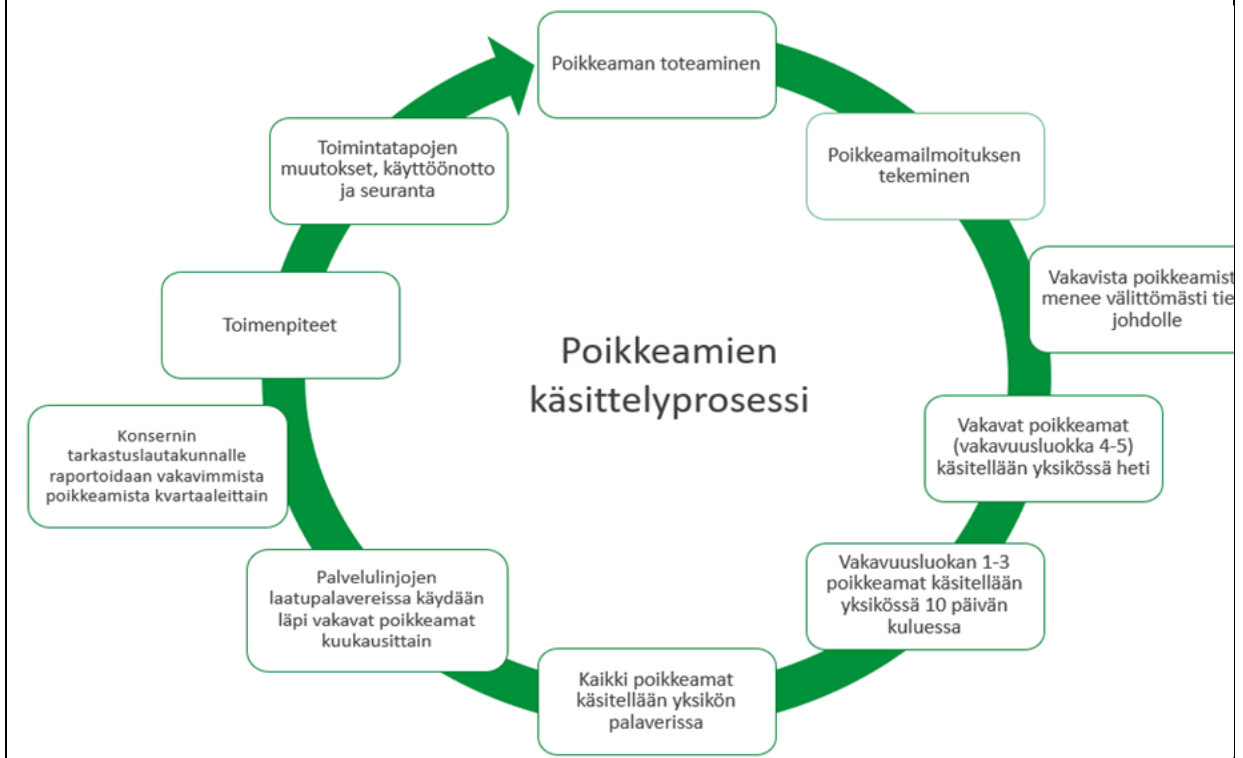 Poikkeaman toteaminen
Poikkeamailmoituksen
tekeminen
Vakavista poikkeamist
menee välittömästi tie
johdolle
Vakavat poikkeamat
(vakavuusluokka 4-5)
käsitellään yksikössä heti
Vakavuusluokan 1-3
poikkeamat käsitellään
yksikössä 10 päivän
kuluessa
Kaikki poikkeamat
käsitellään yksikön
palaverissa
Palvelulinjojen
laatupalavereissa käydään
läpi vakavat poikkeamat
kuukausittain
Konsernin
tarkastuslautakunnalle
raportoidaan vakavimmista
poikkeamista kvartaaleittain
Toimenpiteet
Toimintatapojen
muutokset, käyttöönotto
ja seuranta
Poikkeamien
käsittelyprosessi